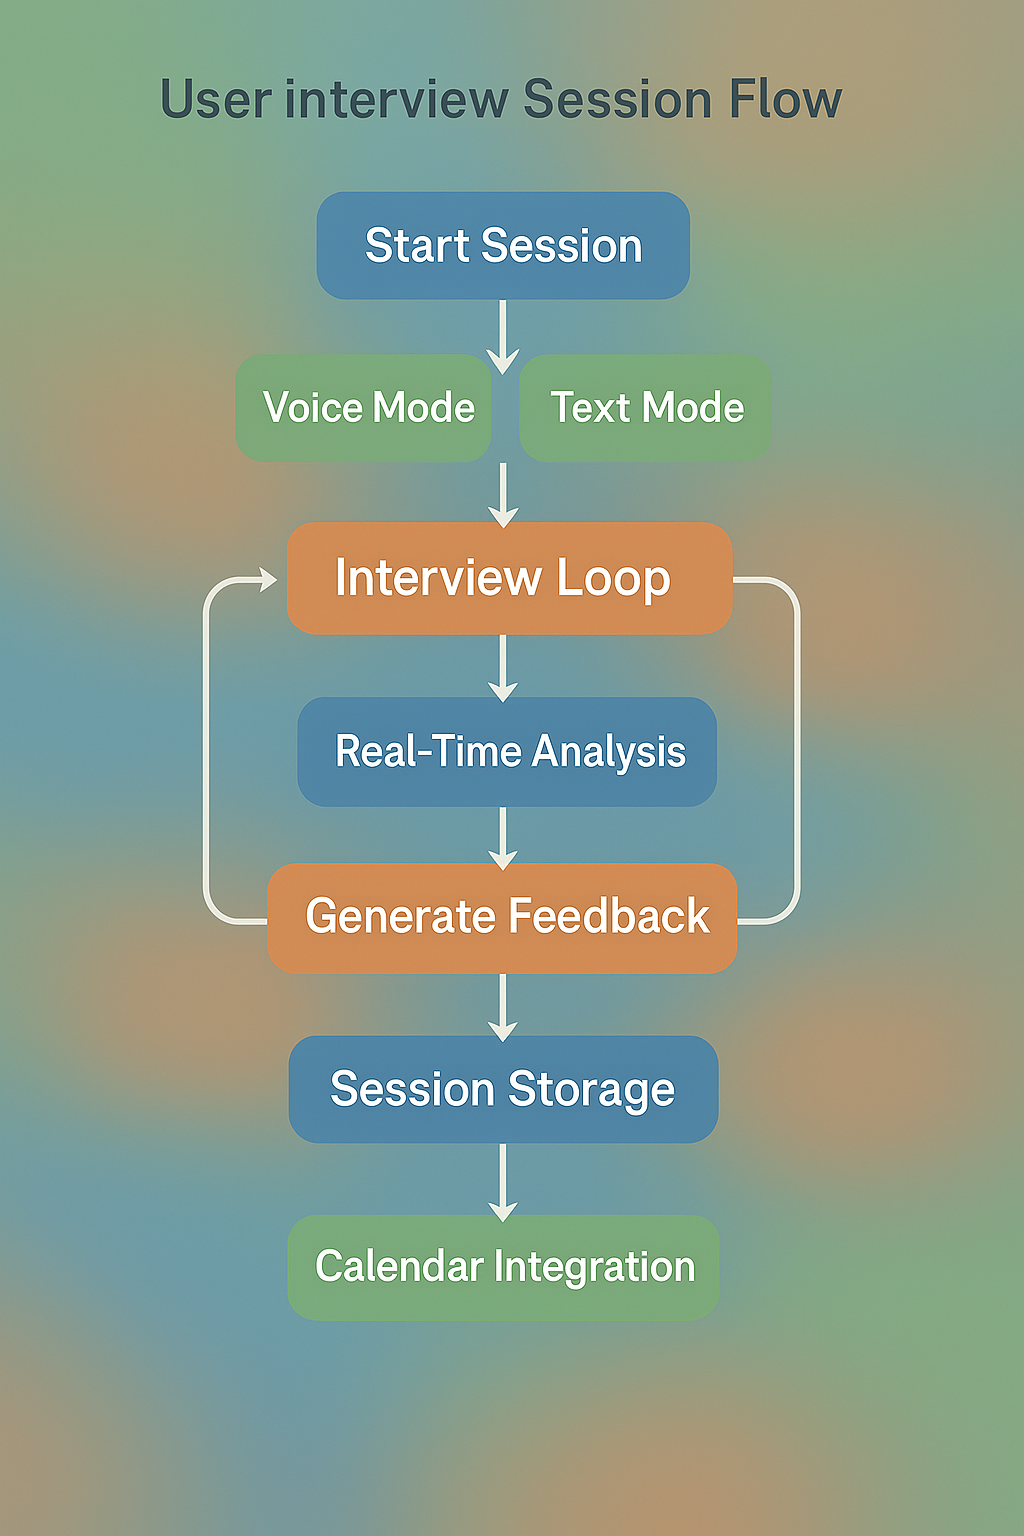 User interview Session Flow
Start Session
Voice Mode
Text Mode
Interview Loop
Real-Time Analysis
Generate Feedback
Session Storage
Calendar Integration